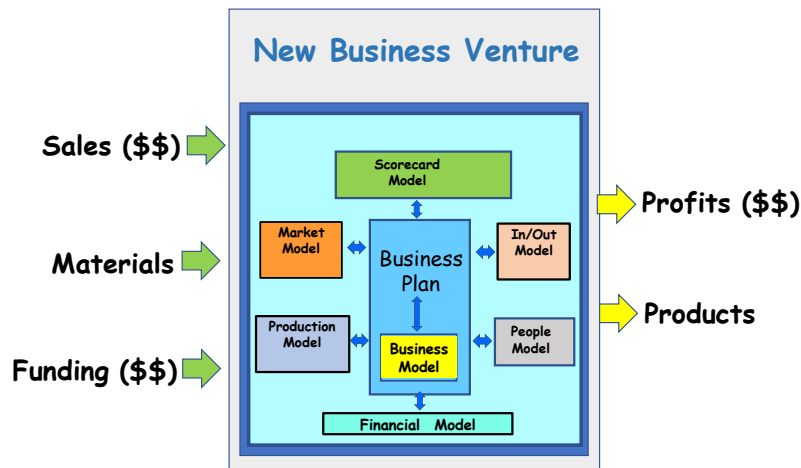 New Business Venture
Sales ($$)
Materials
Funding ($$)
Scorecard
Model
Market
Model
Production
Model
Business
Plan
Business
Model
In/Out
Model
People
Model
Financial Model
Profits ($$)
Products